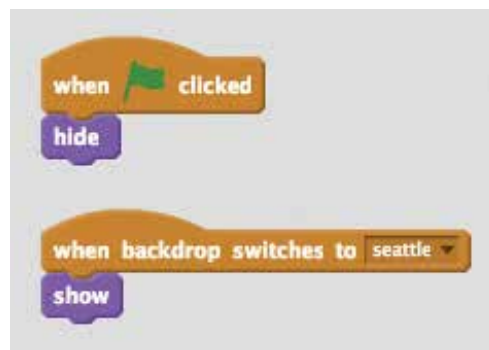 when clicked
hide
when backdrop switches to seattle
show